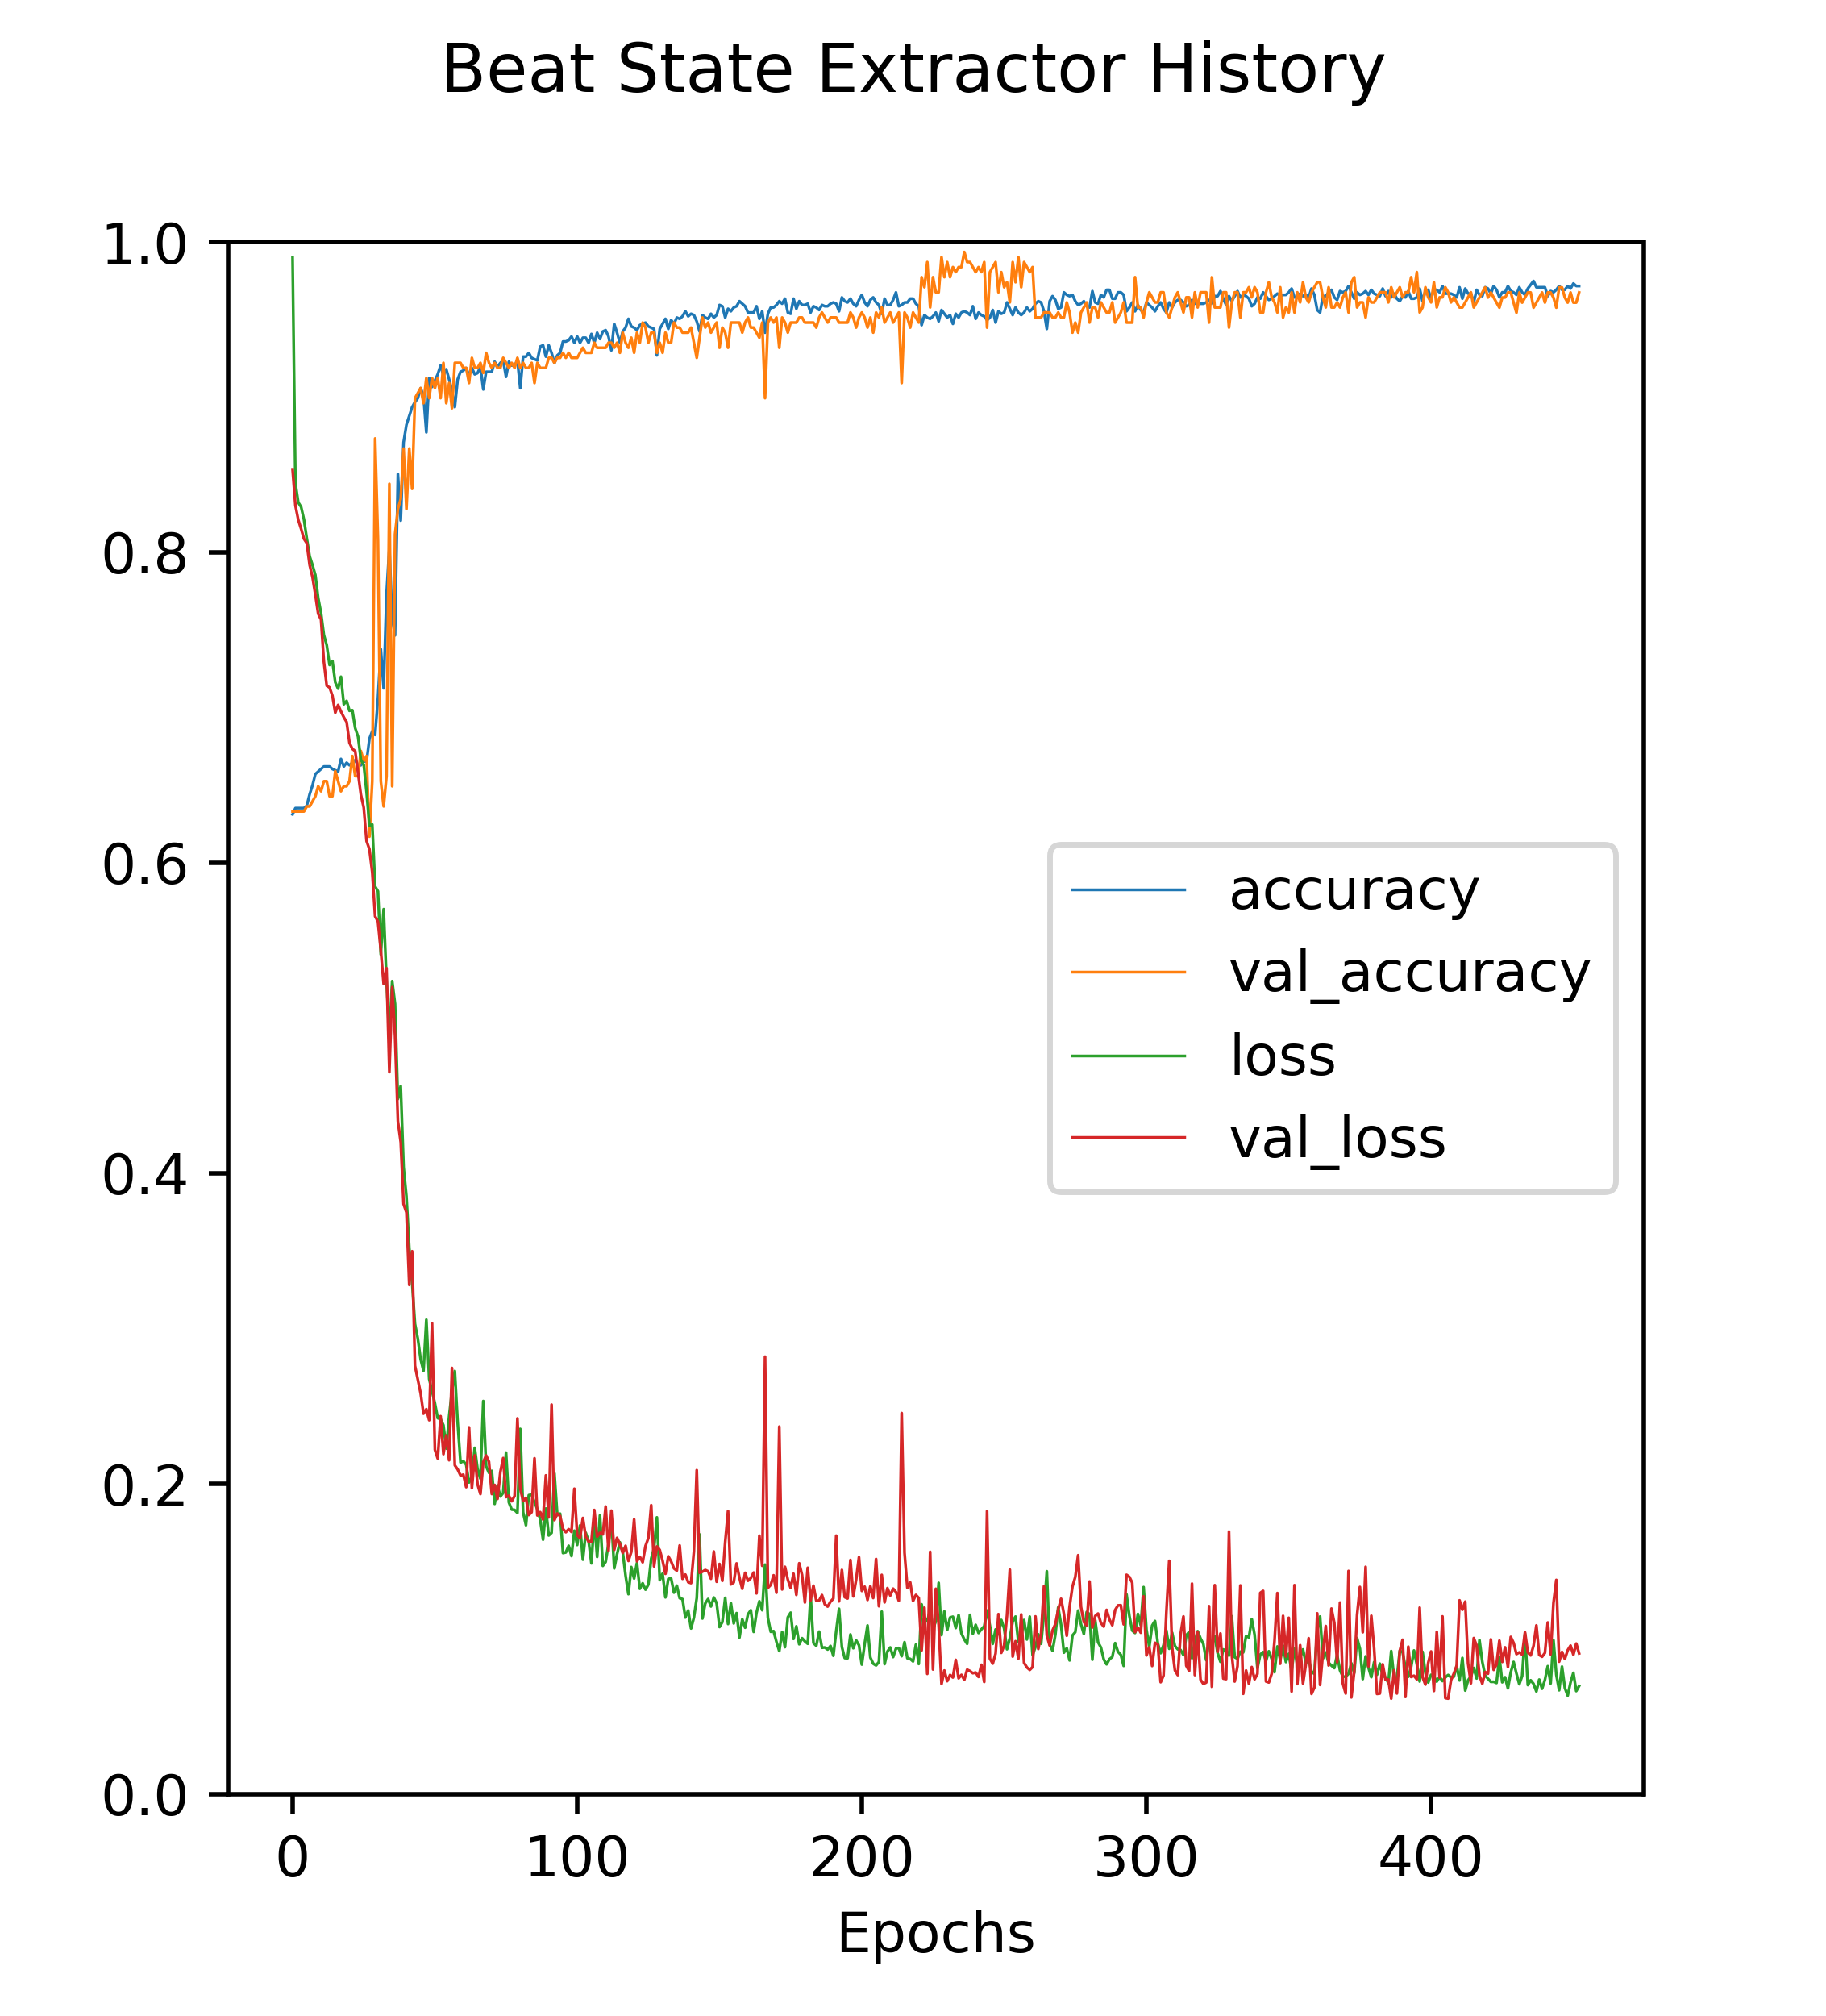 Beat State Extractor History
1.0
0.8
0.6
0.4
0.2
0.0
accuracy
val_accuracy
loss
val_loss
0 100 200 300 400
Epochs